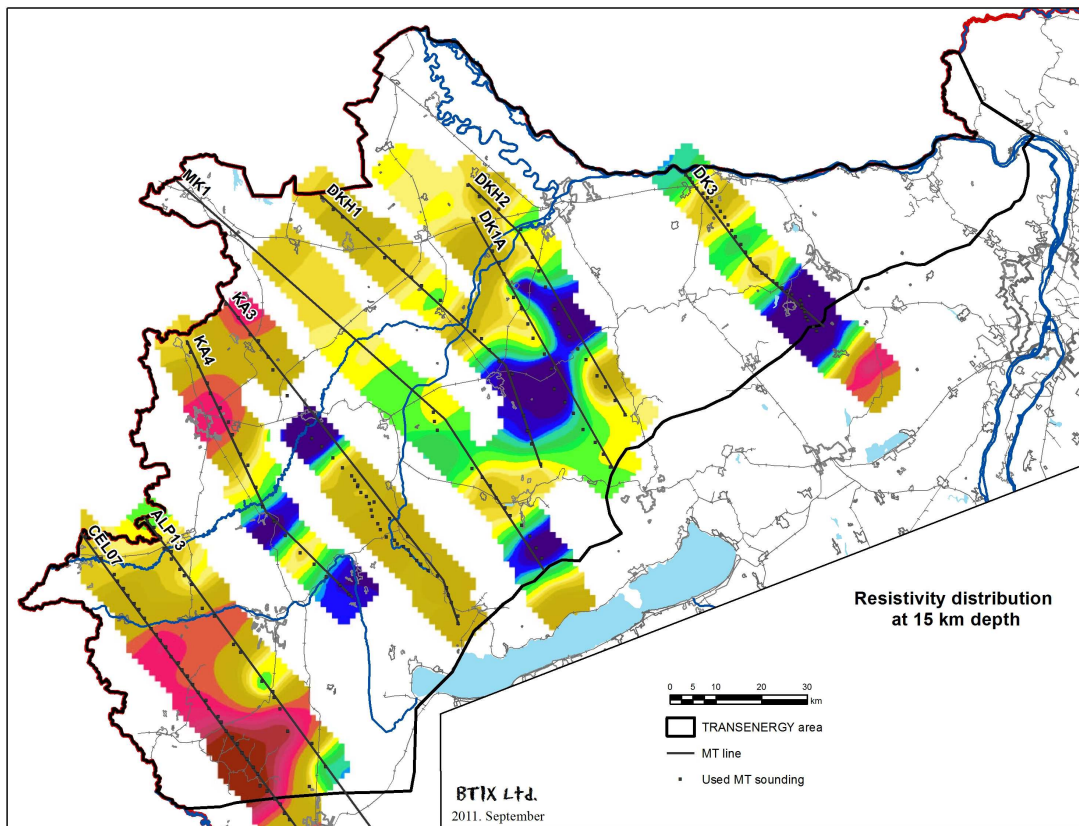 MK1
DKH1
DKH2
DK1A
DK3
KA3
KA4
CEL07
ALP13
Resistivity distribution
at 15 km depth
0 5 10 20 30
km
TRANSENERGY area
MT line
Used MT sounding
BTIX Ltd.
2011. September